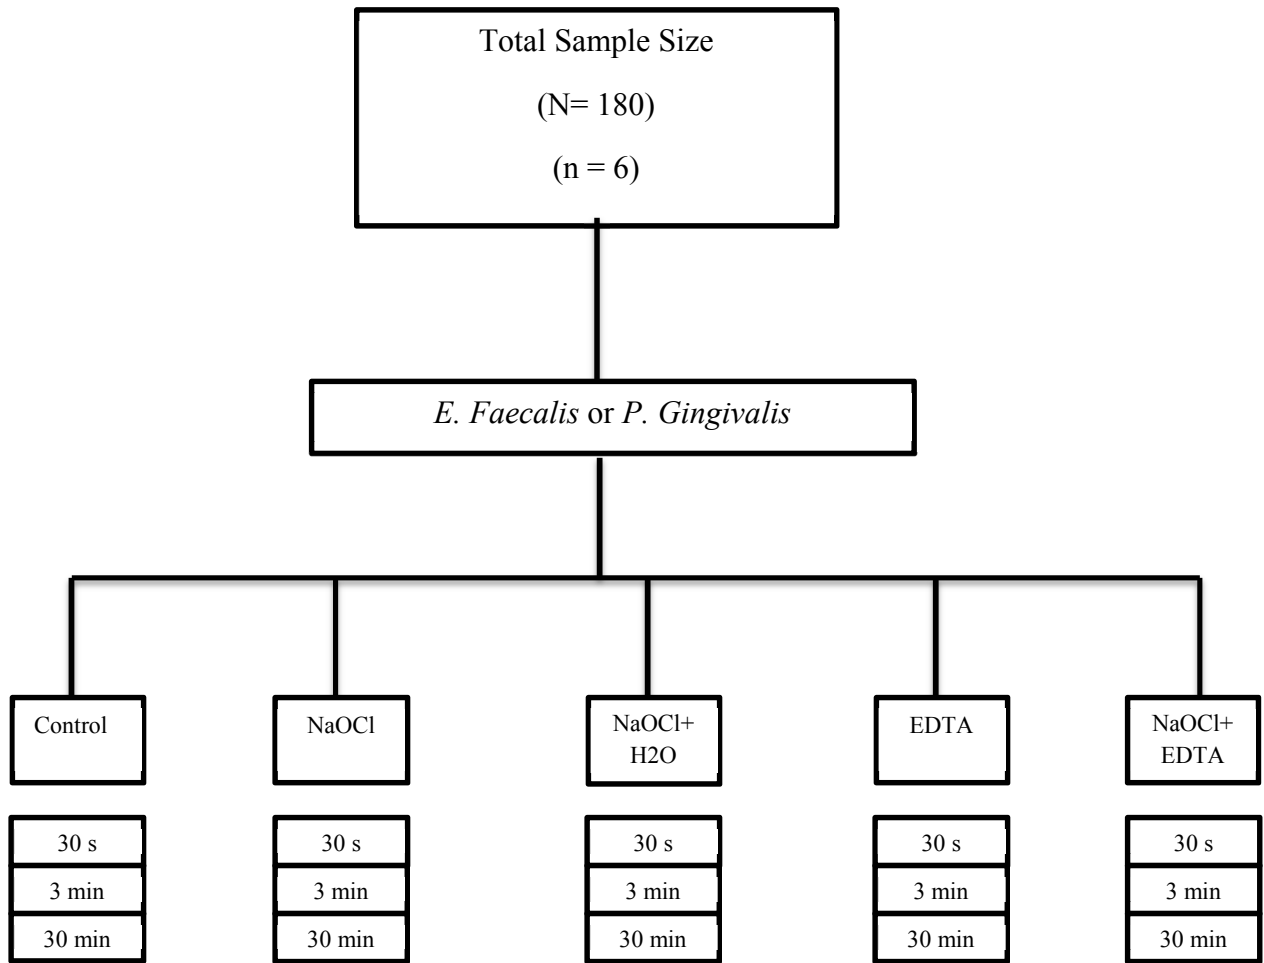 Total Sample Size
(N= 180)
(n = 6)
E. Faecalis or P. Gingivalis
Control
NaOCl
NaOCl+
H2O
EDTA
NaOCl+
EDTA
30 s
30 s
30 s
30 s
30 s
3 min
3 min
3 min
3 min
3 min
30 min
30 min
30 min
30 min
30 min